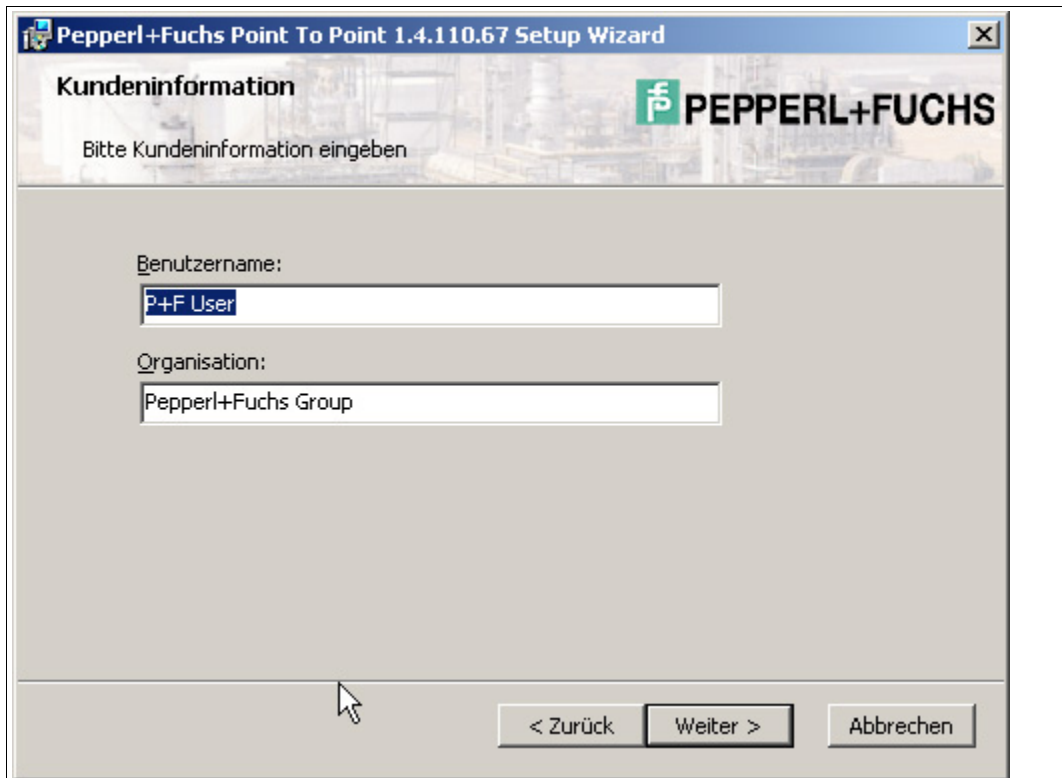 Pepperl+Fuchs Point To Point 1.4.110.67 Setup Wizard
Kundeninformation
PEPPERL+FUCHS
Bitte Kundeninformation eingeben
Benutzername:
P+F User
Organisation:
Pepperl+Fuchs Group
< Zurück Weiter > Abbrechen